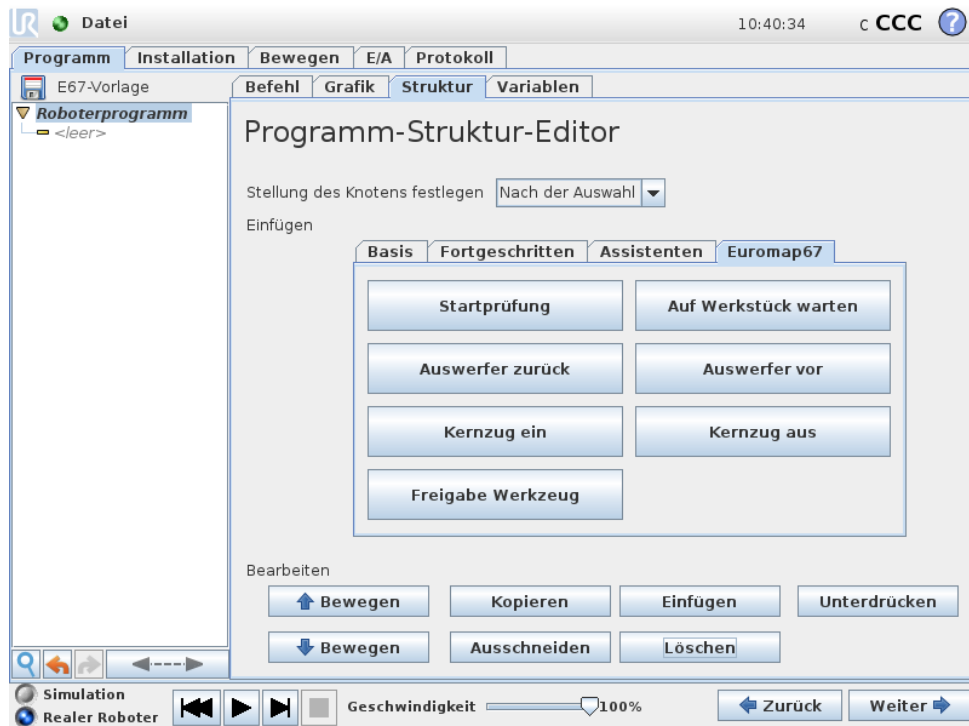 UR Datei 10:40:34 c CCC ?
Programm Installation Bewegen E/A Protokoll
E67-Vorlage Befehl Grafik Struktur Variablen
Roboterprogramm
<leer>
Programm-Struktur-Editor
Stellung des Knotens festlegen Nach der Auswahl
Einfügen
Basis Fortgeschritten Assistenten Euromap67
Startprüfung Auf Werkstück warten
Auswerfer zurück Auswerfer vor
Kernzug ein Kernzug aus
Freigabe Werkzeug
Bearbeiten
Bewegen Kopieren Einfügen Unterdrücken
Bewegen Ausschneiden Löschen
Simulation
Realer Roboter Geschwindigkeit 100% Zurück Weiter